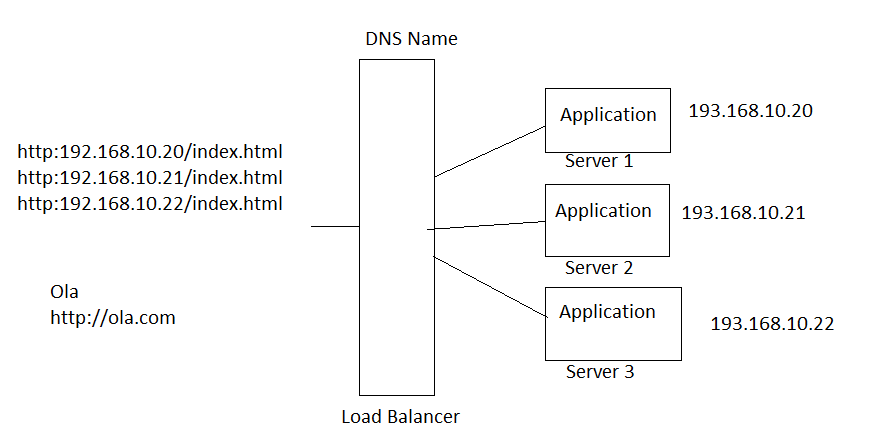 DNS Name
http:192.168.10.20/index.html
http:192.168.10.21/index.html
http:192.168.10.22/index.html
Ola
http://ola.com
Load Balancer
Application
193.168.10.20
Server 1
Application
193.168.10.21
Server 2
Application
193.168.10.22
Server 3